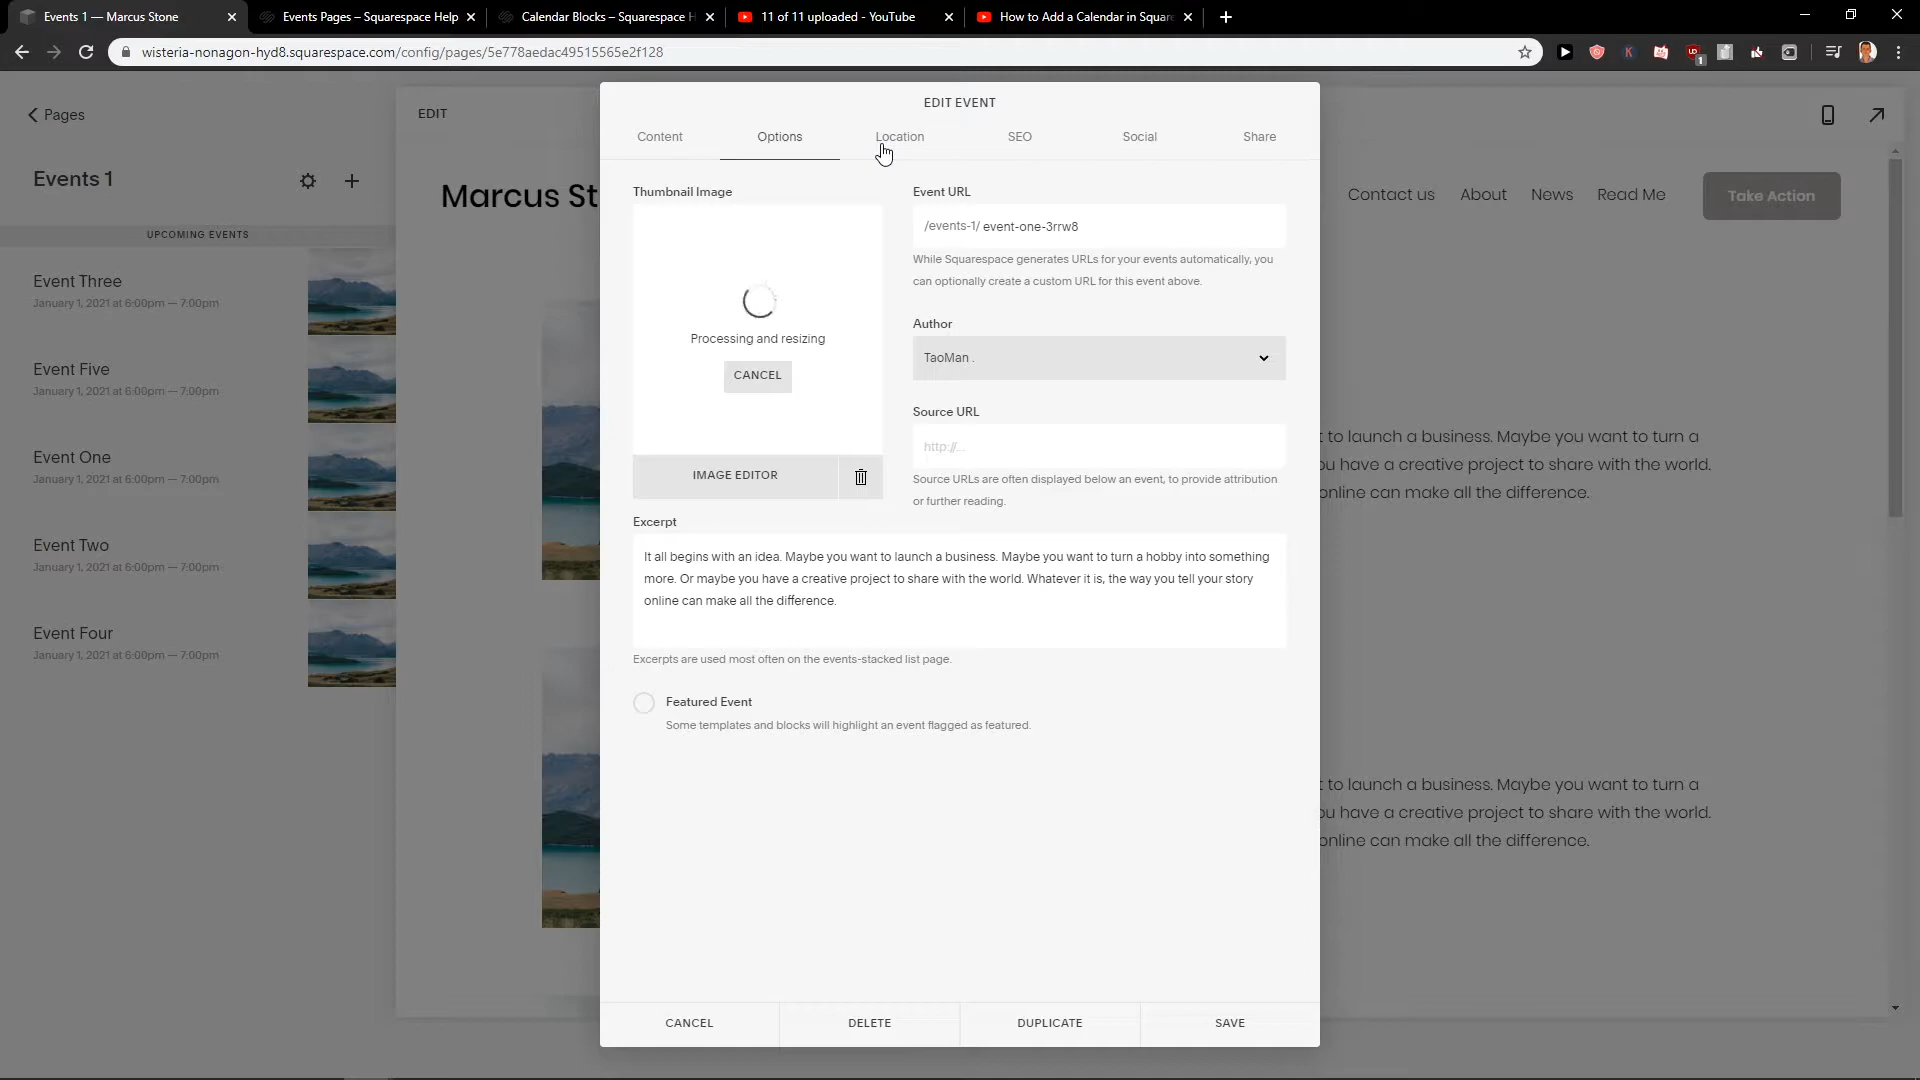 Events 1 — Marcus Stone
Events Pages – Squarespace Help
Calendar Blocks – Squarespace H
11 of 11 uploaded - YouTube
How to Add a Calendar in Squar
wisteria-nonagon-hyd8.squarespace.com/config/pages/5e778aedac49515565e2f128
1
Pages
EDIT
Events 1
UPCOMING EVENTS
Event Three
January 1, 2021 at 6:00pm — 7:00pm
Event Five
January 1, 2021 at 6:00pm — 7:00pm
Event One
January 1, 2021 at 6:00pm — 7:00pm
Event Two
January 1, 2021 at 6:00pm — 7:00pm
Event Four
January 1, 2021 at 6:00pm — 7:00pm
Marcus St
Contact us
About
News
Read Me
Take Action
EDIT EVENT
Content
Options
Location
SEO
Social
Share
Thumbnail Image
Processing and resizing
CANCEL
IMAGE EDITOR
Event URL
/events-1/ event-one-3rrw8
While Squarespace generates URLs for your events automatically, you
can optionally create a custom URL for this event above.
Author
TaoMan .
Source URL
http://...
Source URLs are often displayed below an event, to provide attribution
or further reading.
Excerpt
It all begins with an idea. Maybe you want to launch a business. Maybe you want to turn a hobby into something
more. Or maybe you have a creative project to share with the world. Whatever it is, the way you tell your story
online can make all the difference.
Excerpts are used most often on the events-stacked list page.
Featured Event
Some templates and blocks will highlight an event flagged as featured.
CANCEL
DELETE
DUPLICATE
SAVE
t to launch a business. Maybe you want to turn a
ou have a creative project to share with the world.
online can make all the difference.
t to launch a business. Maybe you want to turn a
ou have a creative project to share with the world.
online can make all the difference.